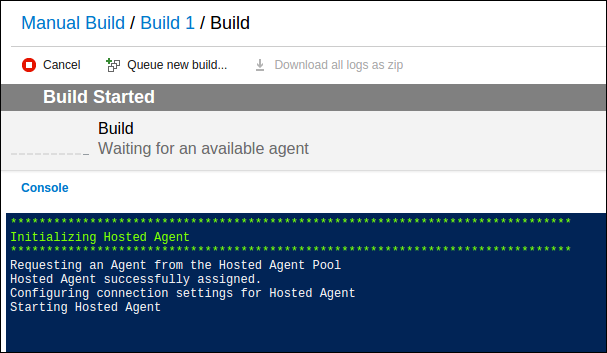 Manual Build / Build 1 / Build
Cancel Queue new build... Download all logs as zip
Build Started
Build
Waiting for an available agent
Console
******************************************************************************
Initializing Hosted Agent
******************************************************************************
Requesting an Agent from the Hosted Agent Pool
Hosted Agent successfully assigned.
Configuring connection settings for Hosted Agent
Starting Hosted Agent